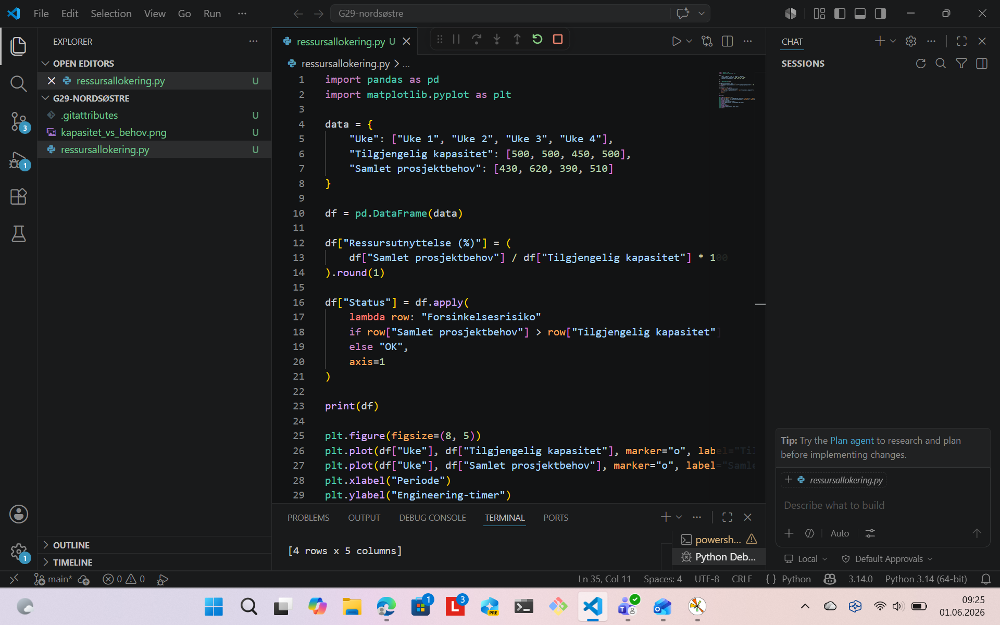 File Edit Selection View Go Run ···
G29-nordsøstre
EXPLORER
OPEN EDITORS
ressursallokering.py U
G29-NORDSØSTRE
.gitattributes U
kapasitet_vs_behov.png U
ressursallokering.py U
OUTLINE
TIMELINE
3
1
1
ressursallokering.py U
ressursallokering.py > ...
1 import pandas as pd
2 import matplotlib.pyplot as plt
3
4 data = {
5 "Uke": ["Uke 1", "Uke 2", "Uke 3", "Uke 4"],
6 "Tilgjengelig kapasitet": [500, 500, 450, 500],
7 "Samlet prosjektbehov": [430, 620, 390, 510]
8 }
9
10 df = pd.DataFrame(data)
11
12 df["Ressursutnyttelse (%)"] = (
13 df["Samlet prosjektbehov"] / df["Tilgjengelig kapasitet"] * 100
14 ).round(1)
15
16 df["Status"] = df.apply(
17 lambda row: "Forsinkelsesrisiko"
18 if row["Samlet prosjektbehov"] > row["Tilgjengelig kapasitet"]
19 else "OK",
20 axis=1
21 )
22
23 print(df)
24
25 plt.figure(figsize=(8, 5))
26 plt.plot(df["Uke"], df["Tilgjengelig kapasitet"], marker="o", label="Til
27 plt.plot(df["Uke"], df["Samlet prosjektbehov"], marker="o", label="Samle
28 plt.xlabel("Periode")
29 plt.ylabel("Engineering-timer")
PROBLEMS OUTPUT DEBUG CONSOLE TERMINAL PORTS
[4 rows x 5 columns]
powersh...
Python Deb...
CHAT
SESSIONS
Tip: Try the Plan agent to research and plan
before implementing changes.
ressursallokering.py
Describe what to build
Auto
Local Default Approvals
main* 0 0 Ln 35, Col 11 Spaces: 4 UTF-8 CRLF { } Python 3.14.0 Python 3.14 (64-bit)
1
L 3
PRE
T
O
09:25
01.06.2026